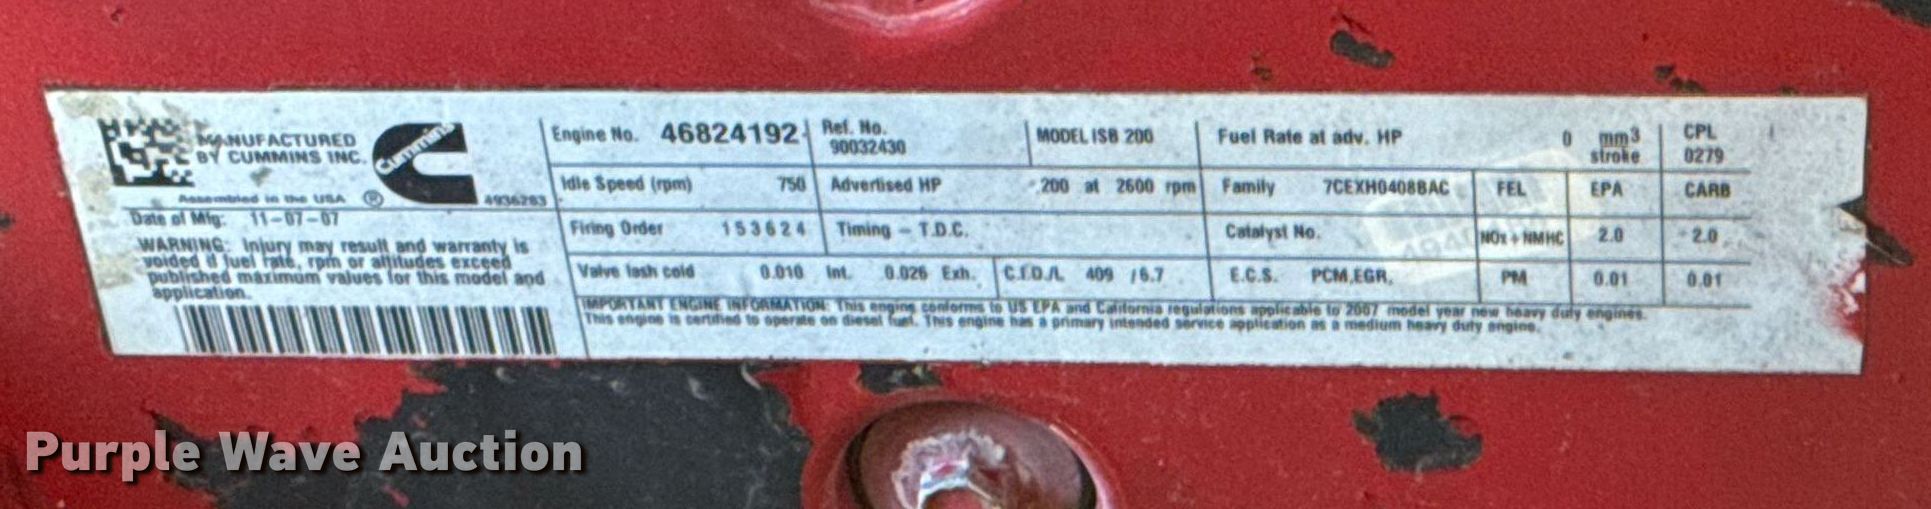 MANUFACTURED
BY CUMMINS INC.
Cummins
Assembled in the USA ® 4936283
Date of Mfg: 11-07-07
WARNING: Injury may result and warranty is
voided if fuel rate, rpm or altitudes exceed
published maximum values for this model and
application.
Engine No. 46824192 Ref. No. 90032430 MODEL ISB 200 Fuel Rate at adv. HP 0 mm3 stroke CPL 0279
Idle Speed (rpm) 750 Advertised HP 200 at 2600 rpm Family 7CEXH0408BAC FEL EPA CARB
Firing Order 153624 Timing - T.D.C. Catalyst No. NOx + NMHC 2.0 2.0
Valve lash cold 0.010 Int. 0.026 Exh. C.I.D./L 409 /6.7 E.C.S. PCM,EGR, PM 0.01 0.01
IMPORTANT ENGINE INFORMATION: This engine conforms to US EPA and California regulations applicable to 2007 model year new heavy duty engines.
This engine is certified to operate on diesel fuel. This engine has a primary intended service application as a medium heavy duty engine.
Purple Wave Auction